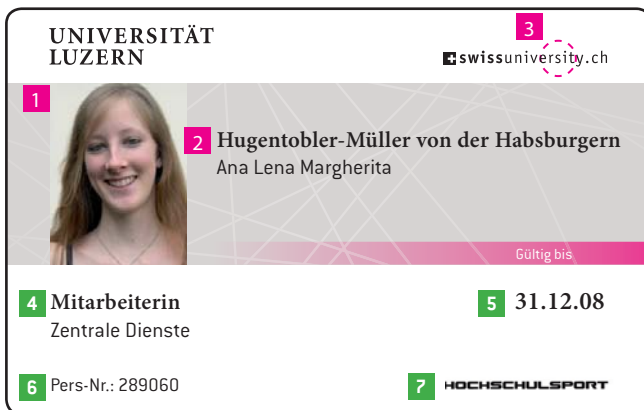 UNIVERSITÄT
LUZERN
3
swissuniversity.ch
1
2 Hugentobler-Müller von der Habsburgern
Ana Lena Margherita
Gültig bis
4 Mitarbeiterin
5 31.12.08
Zentrale Dienste
6 Pers-Nr.: 289060
7 HOCHSCHULSPORT